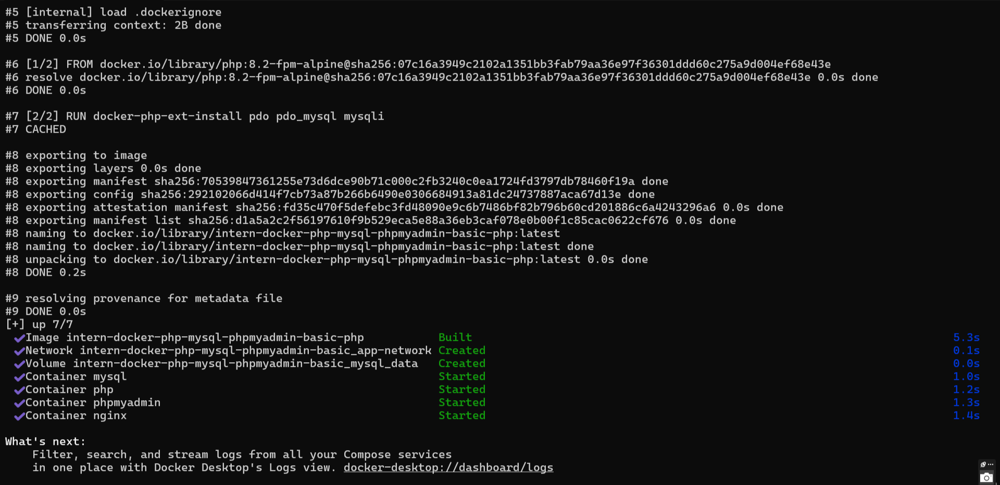 #5 [internal] load .dockerignore
#5 transferring context: 2B done
#5 DONE 0.0s

#6 [1/2] FROM docker.io/library/php:8.2-fpm-alpine@sha256:07c16a3949c2102a1351bb3fab79aa36e97f36301ddd60c275a9d004ef68e43e
#6 resolve docker.io/library/php:8.2-fpm-alpine@sha256:07c16a3949c2102a1351bb3fab79aa36e97f36301ddd60c275a9d004ef68e43e 0.0s done
#6 DONE 0.0s

#7 [2/2] RUN docker-php-ext-install pdo pdo_mysql mysqli
#7 CACHED

#8 exporting to image
#8 exporting layers 0.0s done
#8 exporting manifest sha256:70539847361255e73d6dce90b71c000c2fb3240c0ea1724fd3797db78460f19a done
#8 exporting config sha256:292102066d414f7cb73a87b266b6490e0306684913a81dc24737887aca67d13e done
#8 exporting attestation manifest sha256:fd35c470f5defebc3fd48090e9c6b7486bf82b796b60cd201886c6a4243296a6 0.0s done
#8 exporting manifest list sha256:d1a5a2c2f56197610f9b529eca5e88a36eb3caf078e0b00f1c85cac0622cf676 0.0s done
#8 naming to docker.io/library/intern-docker-php-mysql-phpmyadmin-basic-php:latest
#8 naming to docker.io/library/intern-docker-php-mysql-phpmyadmin-basic-php:latest done
#8 unpacking to docker.io/library/intern-docker-php-mysql-phpmyadmin-basic-php:latest 0.0s done
#8 DONE 0.2s

#9 resolving provenance for metadata file
#9 DONE 0.0s
[+] up 7/7
✔Image intern-docker-php-mysql-phpmyadmin-basic-php Built 5.3s
✔Network intern-docker-php-mysql-phpmyadmin-basic_app-network Created 0.1s
✔Volume intern-docker-php-mysql-phpmyadmin-basic_mysql_data Created 0.0s
✔Container mysql Started 1.0s
✔Container php Started 1.2s
✔Container phpmyadmin Started 1.3s
✔Container nginx Started 1.4s

What's next:
Filter, search, and stream logs from all your Compose services
in one place with Docker Desktop's Logs view. docker-desktop://dashboard/logs